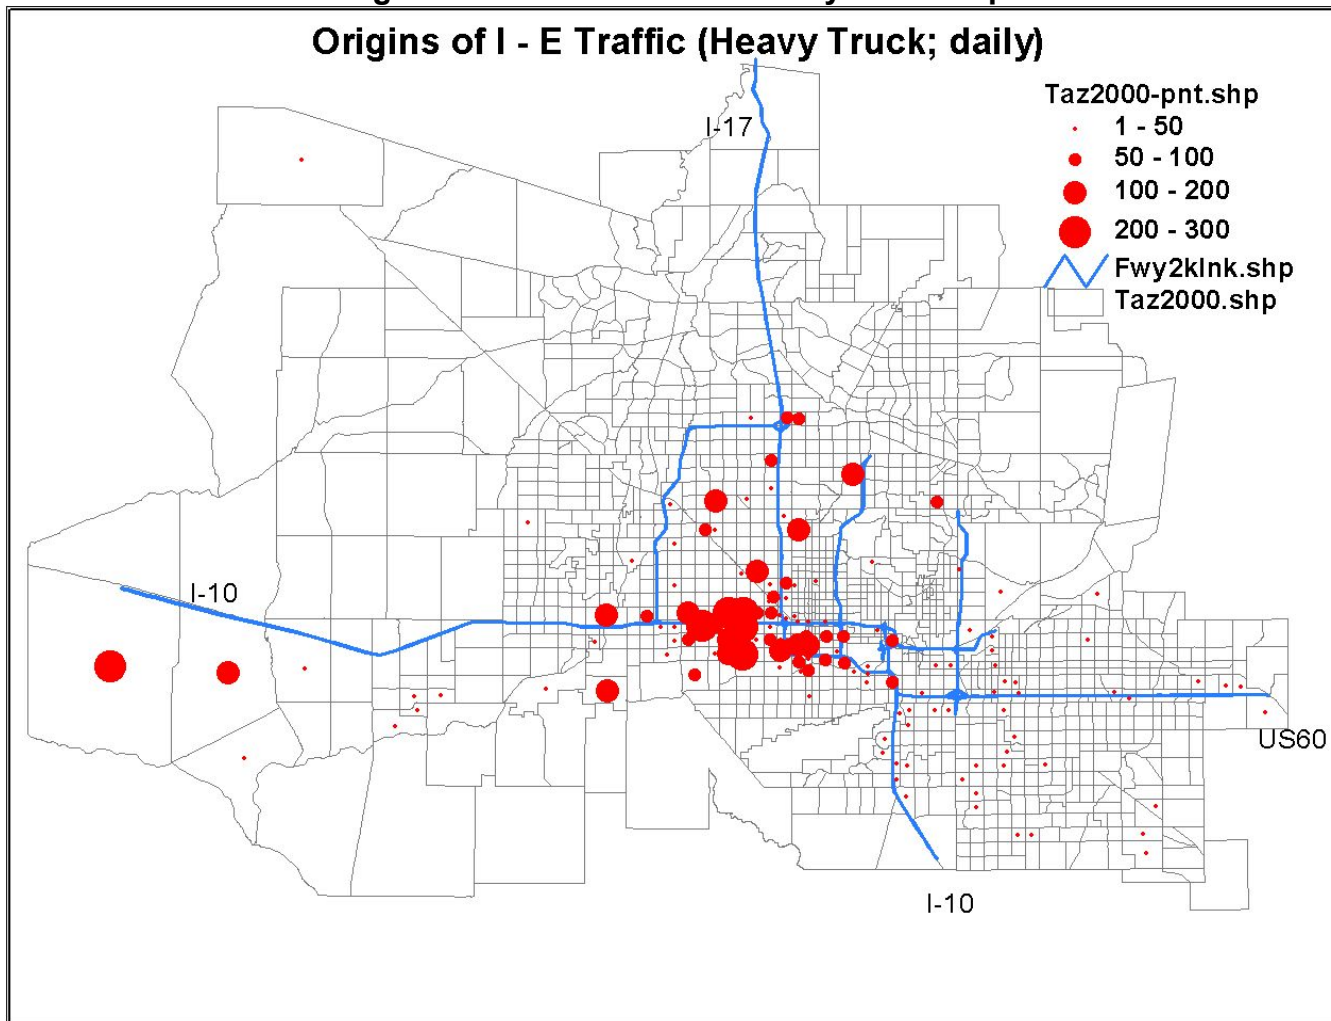 Origins of I - E Traffic (Heavy Truck; daily)
Taz2000-pnt.shp
1 - 50
50 - 100
100 - 200
200 - 300
Fwy2klnk.shp
Taz2000.shp
I-17
I-10
US60
I-10